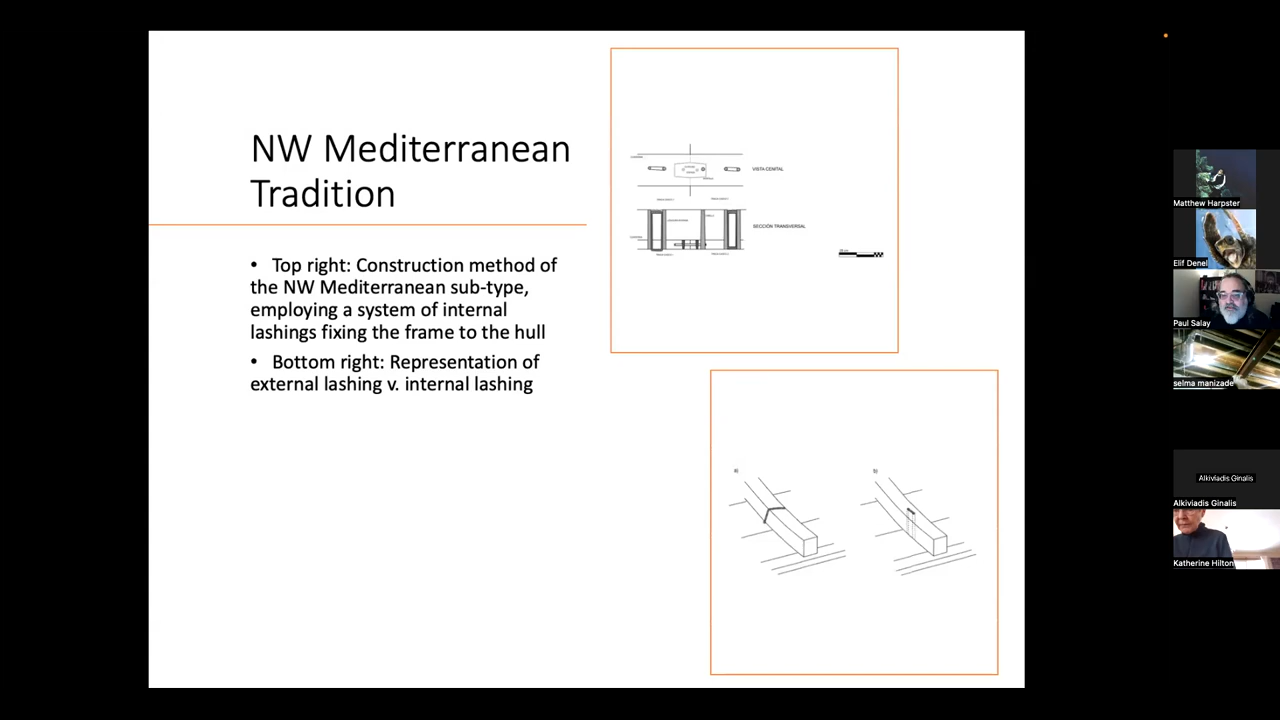 NW Mediterranean
Tradition
• Top right: Construction method of
the NW Mediterranean sub-type,
employing a system of internal
lashings fixing the frame to the hull
• Bottom right: Representation of
external lashing v. internal lashing
VISTA CENITAL
SECCIÓN TRANSVERSAL
a)
b)
Matthew Harpster
Elif Denel
Paul Salay
selma manizade
Alkiviadis Ginalis
Alkiviadis Ginalis
Katherine Hilton